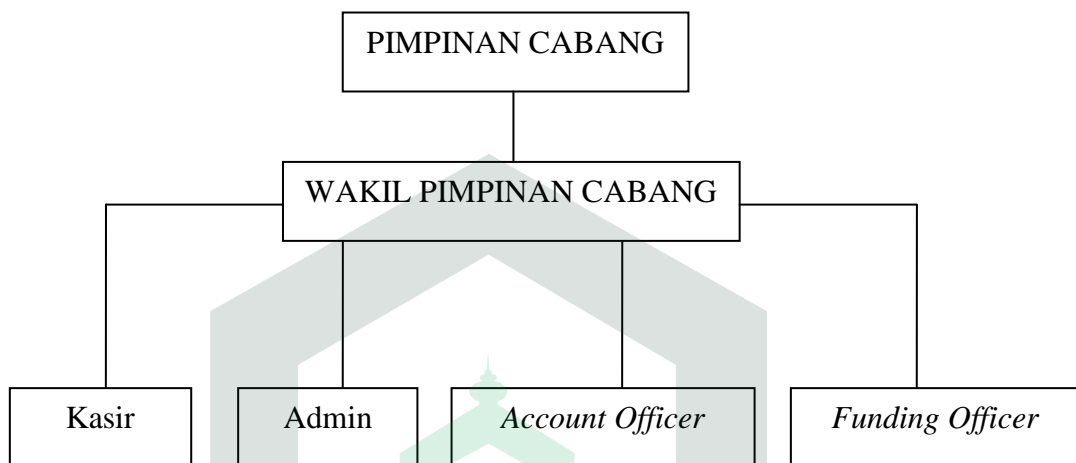 PIMPINAN CABANG
WAKIL PIMPINAN CABANG
Kasir
Admin
Account Officer
Funding Officer